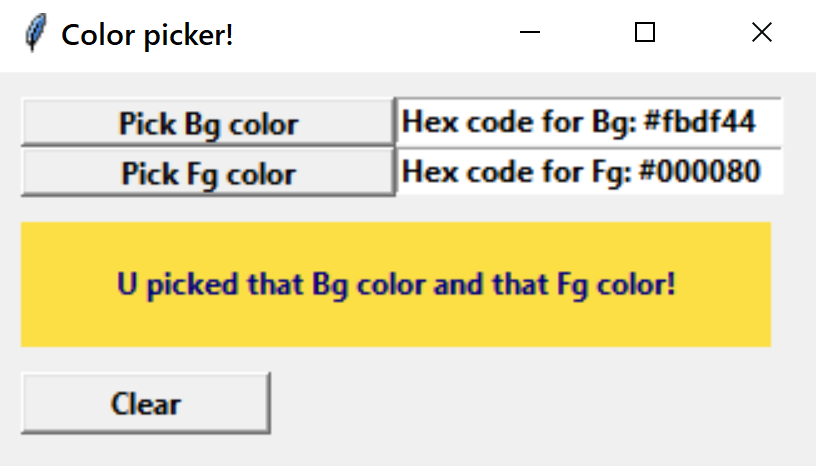 Color picker!
Pick Bg color Hex code for Bg: #fbdf44
Pick Fg color Hex code for Fg: #000080
U picked that Bg color and that Fg color!
Clear